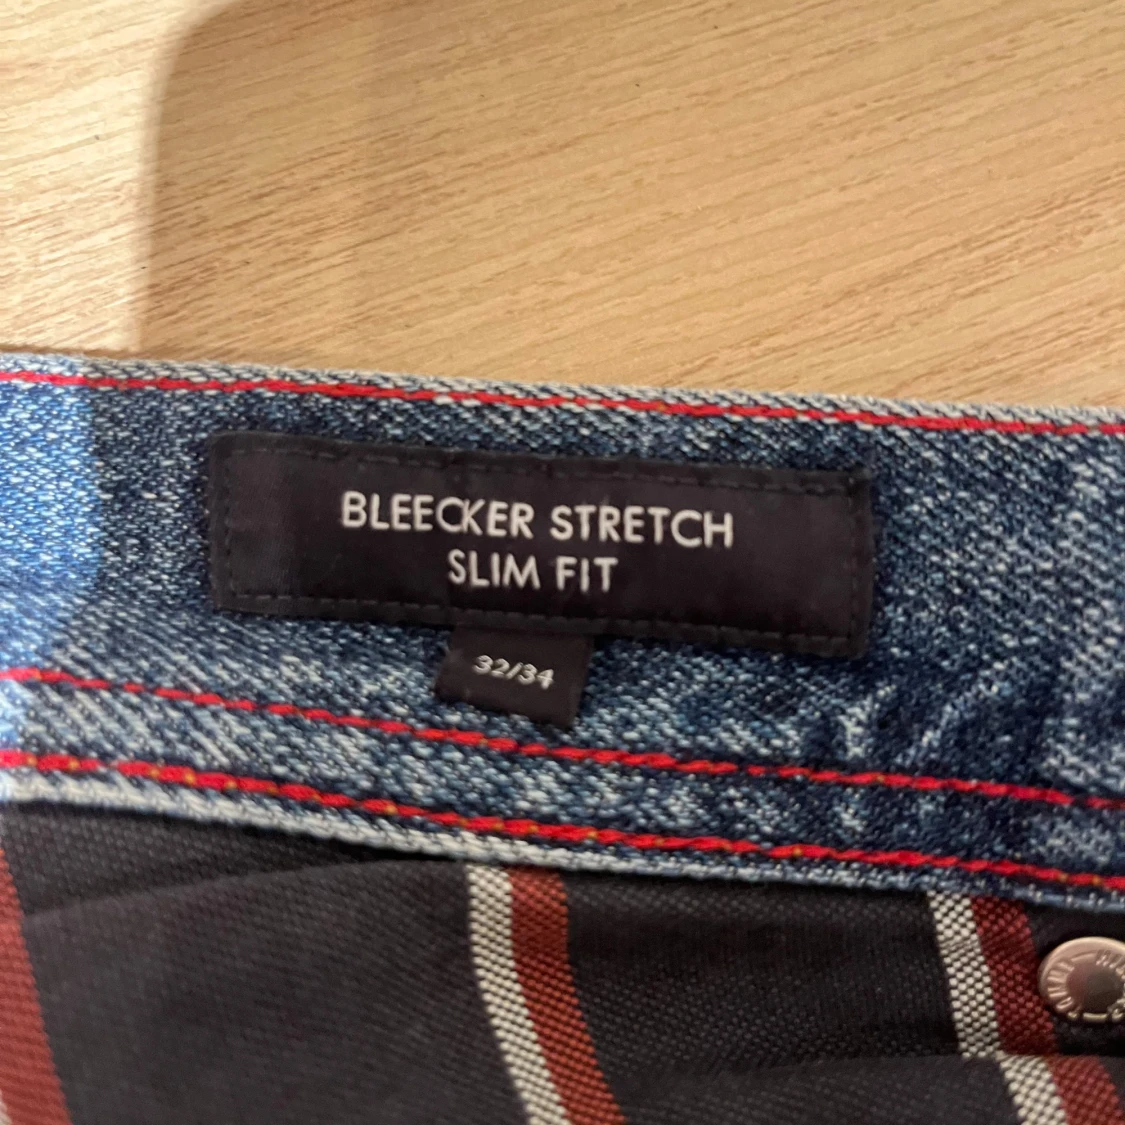 BLEECKER STRETCH
SLIM FIT
32/34